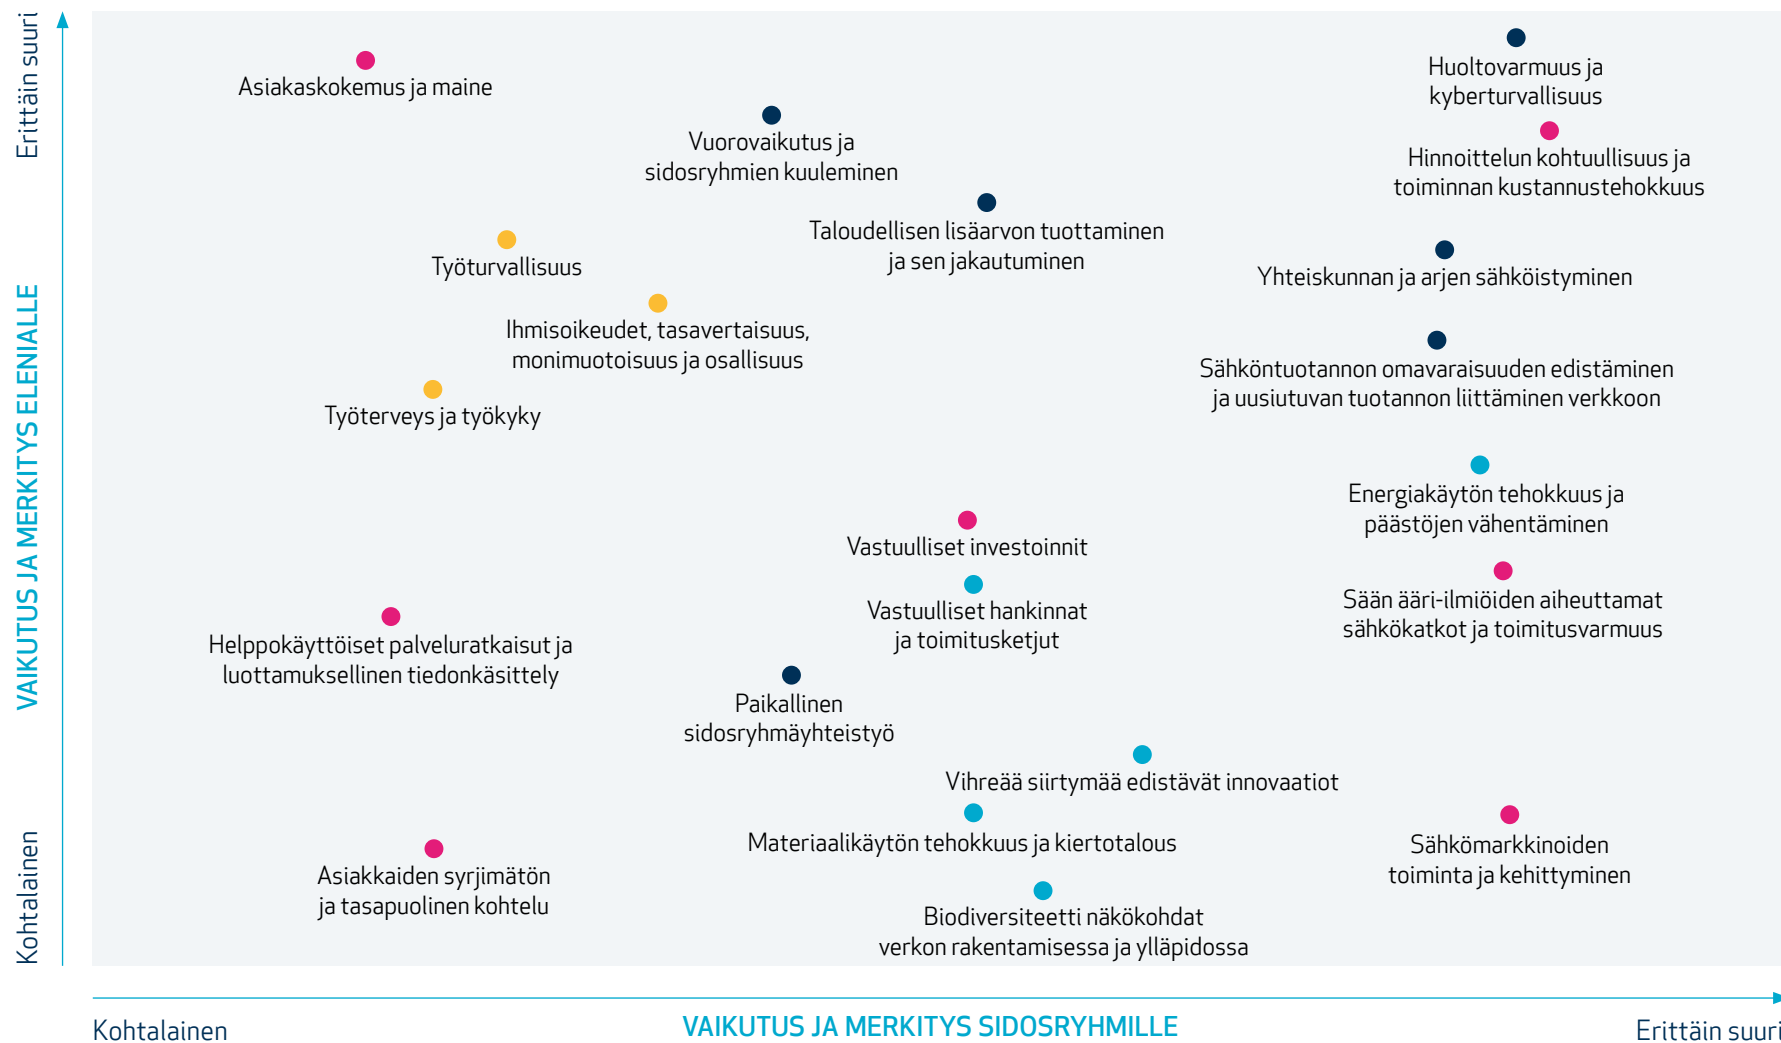 Erittäin suuri
VAIKUTUS JA MERKITYS ELENIALLE
Kohtalainen
Asiakaskokemus ja maine
Huoltovarmuus ja
kyberturvallisuus
Vuorovaikutus ja
sidosryhmien kuuleminen
Hinnoittelun kohtuullisuus ja
toiminnan kustannustehokkuus
Taloudellisen lisäarvon tuottaminen
ja sen jakautuminen
Työturvallisuus
Yhteiskunnan ja arjen sähköistyminen
Ihmisoikeudet, tasavertaisuus,
monimuotoisuus ja osallisuus
Sähköntuotannon omavaraisuuden edistäminen
ja uusiutuvan tuotannon liittäminen verkkoon
Työterveys ja työkyky
Energiakäytön tehokkuus ja
päästöjen vähentäminen
Vastuulliset investoinnit
Vastuulliset hankinnat
ja toimitusketjut
Sään ääri-ilmiöiden aiheuttamat
sähkökatkot ja toimitusvarmuus
Helppokäyttöiset palveluratkaisut ja
luottamuksellinen tiedonkäsittely
Paikallinen
sidosryhmäyhteistyö
Vihreää siirtymää edistävät innovaatiot
Materiaalikäytön tehokkuus ja kiertotalous
Sähkömarkkinoiden
toiminta ja kehittyminen
Asiakkaiden syrjimätön
ja tasapuolinen kohtelu
Biodiversiteetti näkökohdat
verkon rakentamisessa ja ylläpidossa
Kohtalainen
VAIKUTUS JA MERKITYS SIDOSRYHMILLE
Erittäin suuri